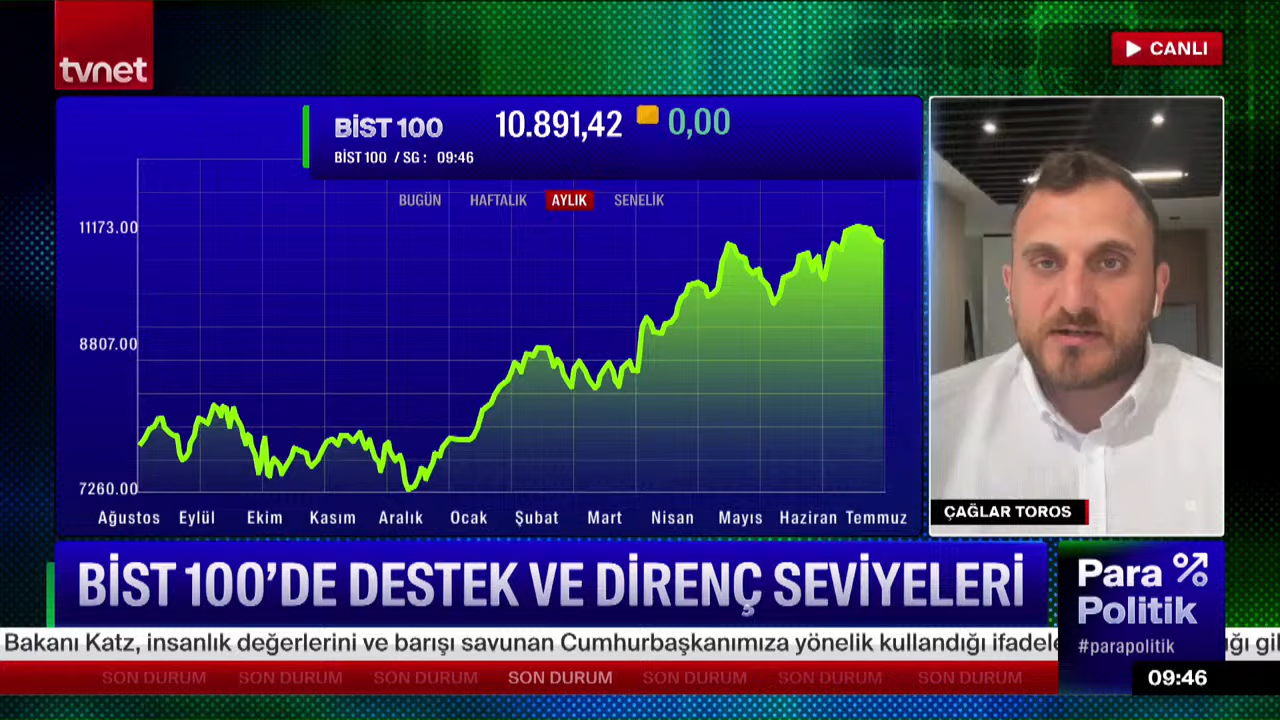 tvnet
CANLI
BİST 100 10.891,42 0,00
BİST 100 / SG : 09:46
BUGÜN HAFTALIK AYLIK SENELİK
11173.00
8807.00
7260.00
Ağustos Eylül Ekim Kasım Aralık Ocak Şubat Mart Nisan Mayıs Haziran Temmuz
ÇAĞLAR TOROS
BİST 100’DE DESTEK VE DİRENÇ SEVİYELERİ
Para
Politik
#parapolitik
Bakanı Katz, insanlık değerlerini ve barışı savunan Cumhurbaşkanımıza yönelik kullandığı ifadele
SON DURUM SON DURUM SON DURUM SON DURUM SON DURUM SON DURUM SON DURUM
09:46